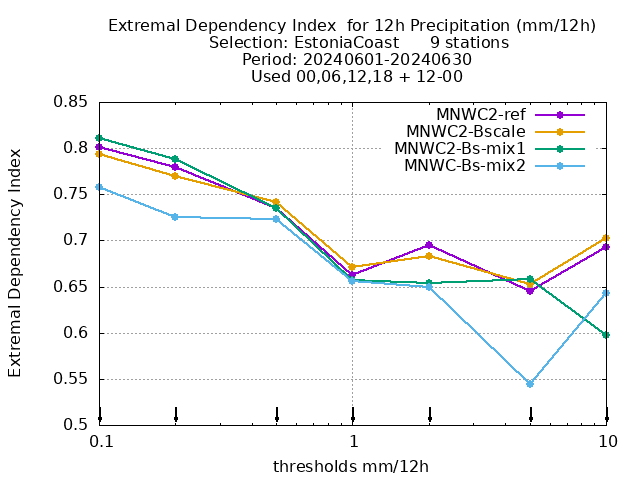 Extremal Dependency Index  for 12h Precipitation (mm/12h)
Selection: EstoniaCoast      9 stations
Period: 20240601-20240630
Used 00,06,12,18 + 12-00
MNWC2-ref
MNWC2-Bscale
MNWC2-Bs-mix1
MNWC-Bs-mix2
Extremal Dependency Index
0.85
0.8
0.75
0.7
0.65
0.6
0.55
0.5
0.1 1 10
thresholds mm/12h